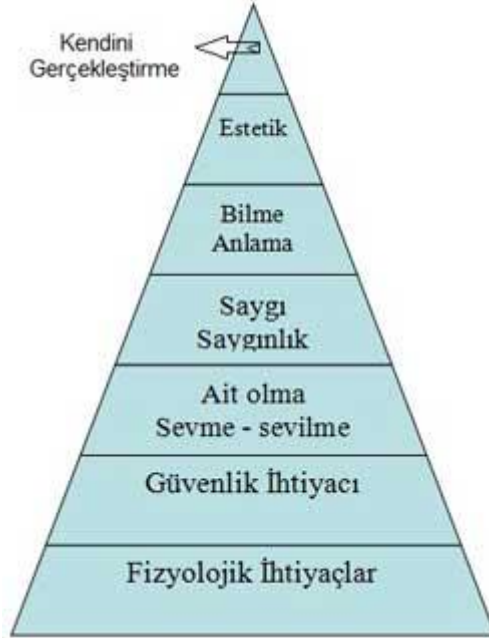 Kendini
Gerçekleştirme
Estetik
Bilme
Anlama
Saygı
Saygınlık
Ait olma
Sevme - sevilme
Güvenlik İhtiyacı
Fizyolojik İhtiyaçlar